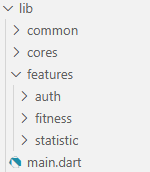 lib
common
cores
features
auth
fitness
statistic
main.dart